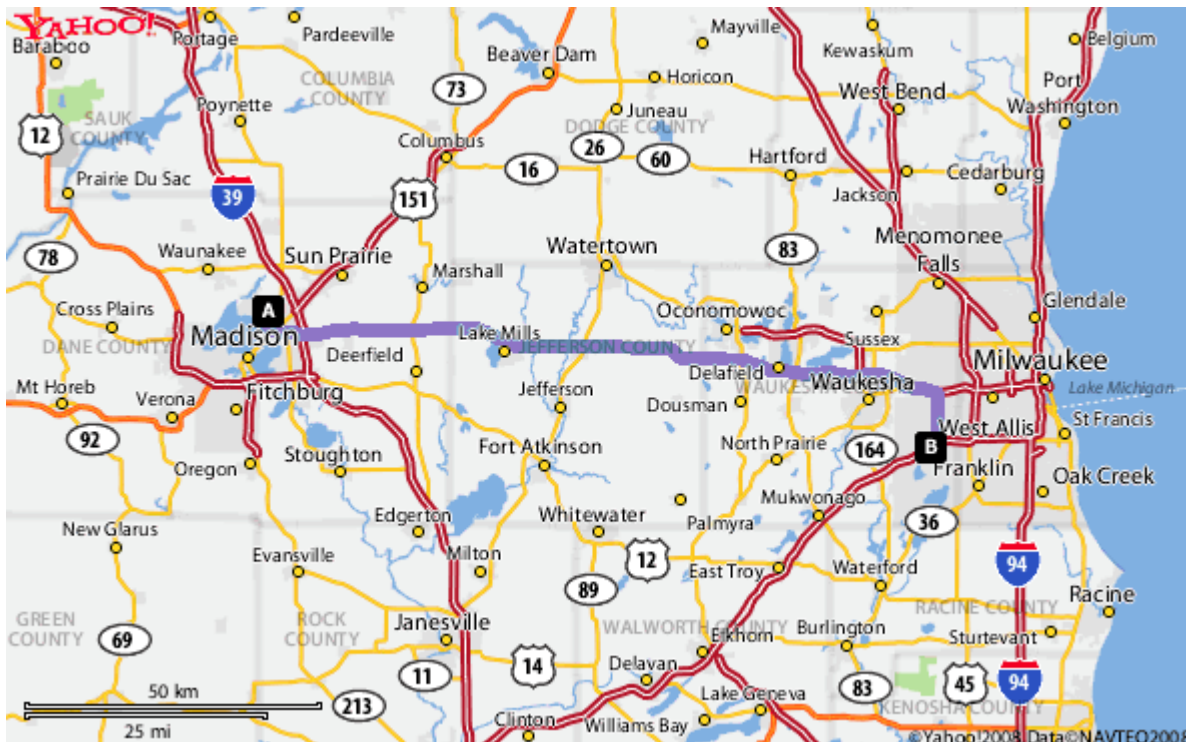 YAHOO!
Baraboo
Portage
Pardeeville
COLUMBIA
COUNTY
Beaver Dam
73
Horicon
Mayville
Kewaskum
Belgium
Port
Washington
West Bend
SAUK
COUNTY
12
Poynette
Juneau
DODGE COUNTY
Columbus
16
26
60
Hartford
Cedarburg
Jackson
Prairie Du Sac
39
151
78
Waunakee
Sun Prairie
Marshall
Watertown
83
Menomonee
Falls
Cross Plains
A
Madison
DANE COUNTY
Deerfield
Lake Mills
JEFFERSON COUNTY
Oconomowoc
Sussex
Glendale
Delafield
WAUKESHA COUNTY
Waukesha
Milwaukee
Lake Michigan
Mt Horeb
Verona
Fitchburg
Jefferson
Dousman
St Francis
92
Oregon
Stoughton
Fort Atkinson
North Prairie
164
B
West Allis
Franklin
Oak Creek
Mukwonago
36
New Glarus
Edgerton
Whitewater
Palmyra
Evansville
Milton
12
East Troy
Waterford
94
89
GREEN
COUNTY
69
ROCK
COUNTY
Janesville
WALWORTH COUNTY
Elkhorn
Burlington
RACINE COUNTY
Racine
Sturtevant
11
14
Delavan
83
45
94
50 km
25 mi
213
Clinton
Williams Bay
Lake Geneva
KENOSHA COUNTY
©Yahoo!2008 Data©NAVTEQ2008